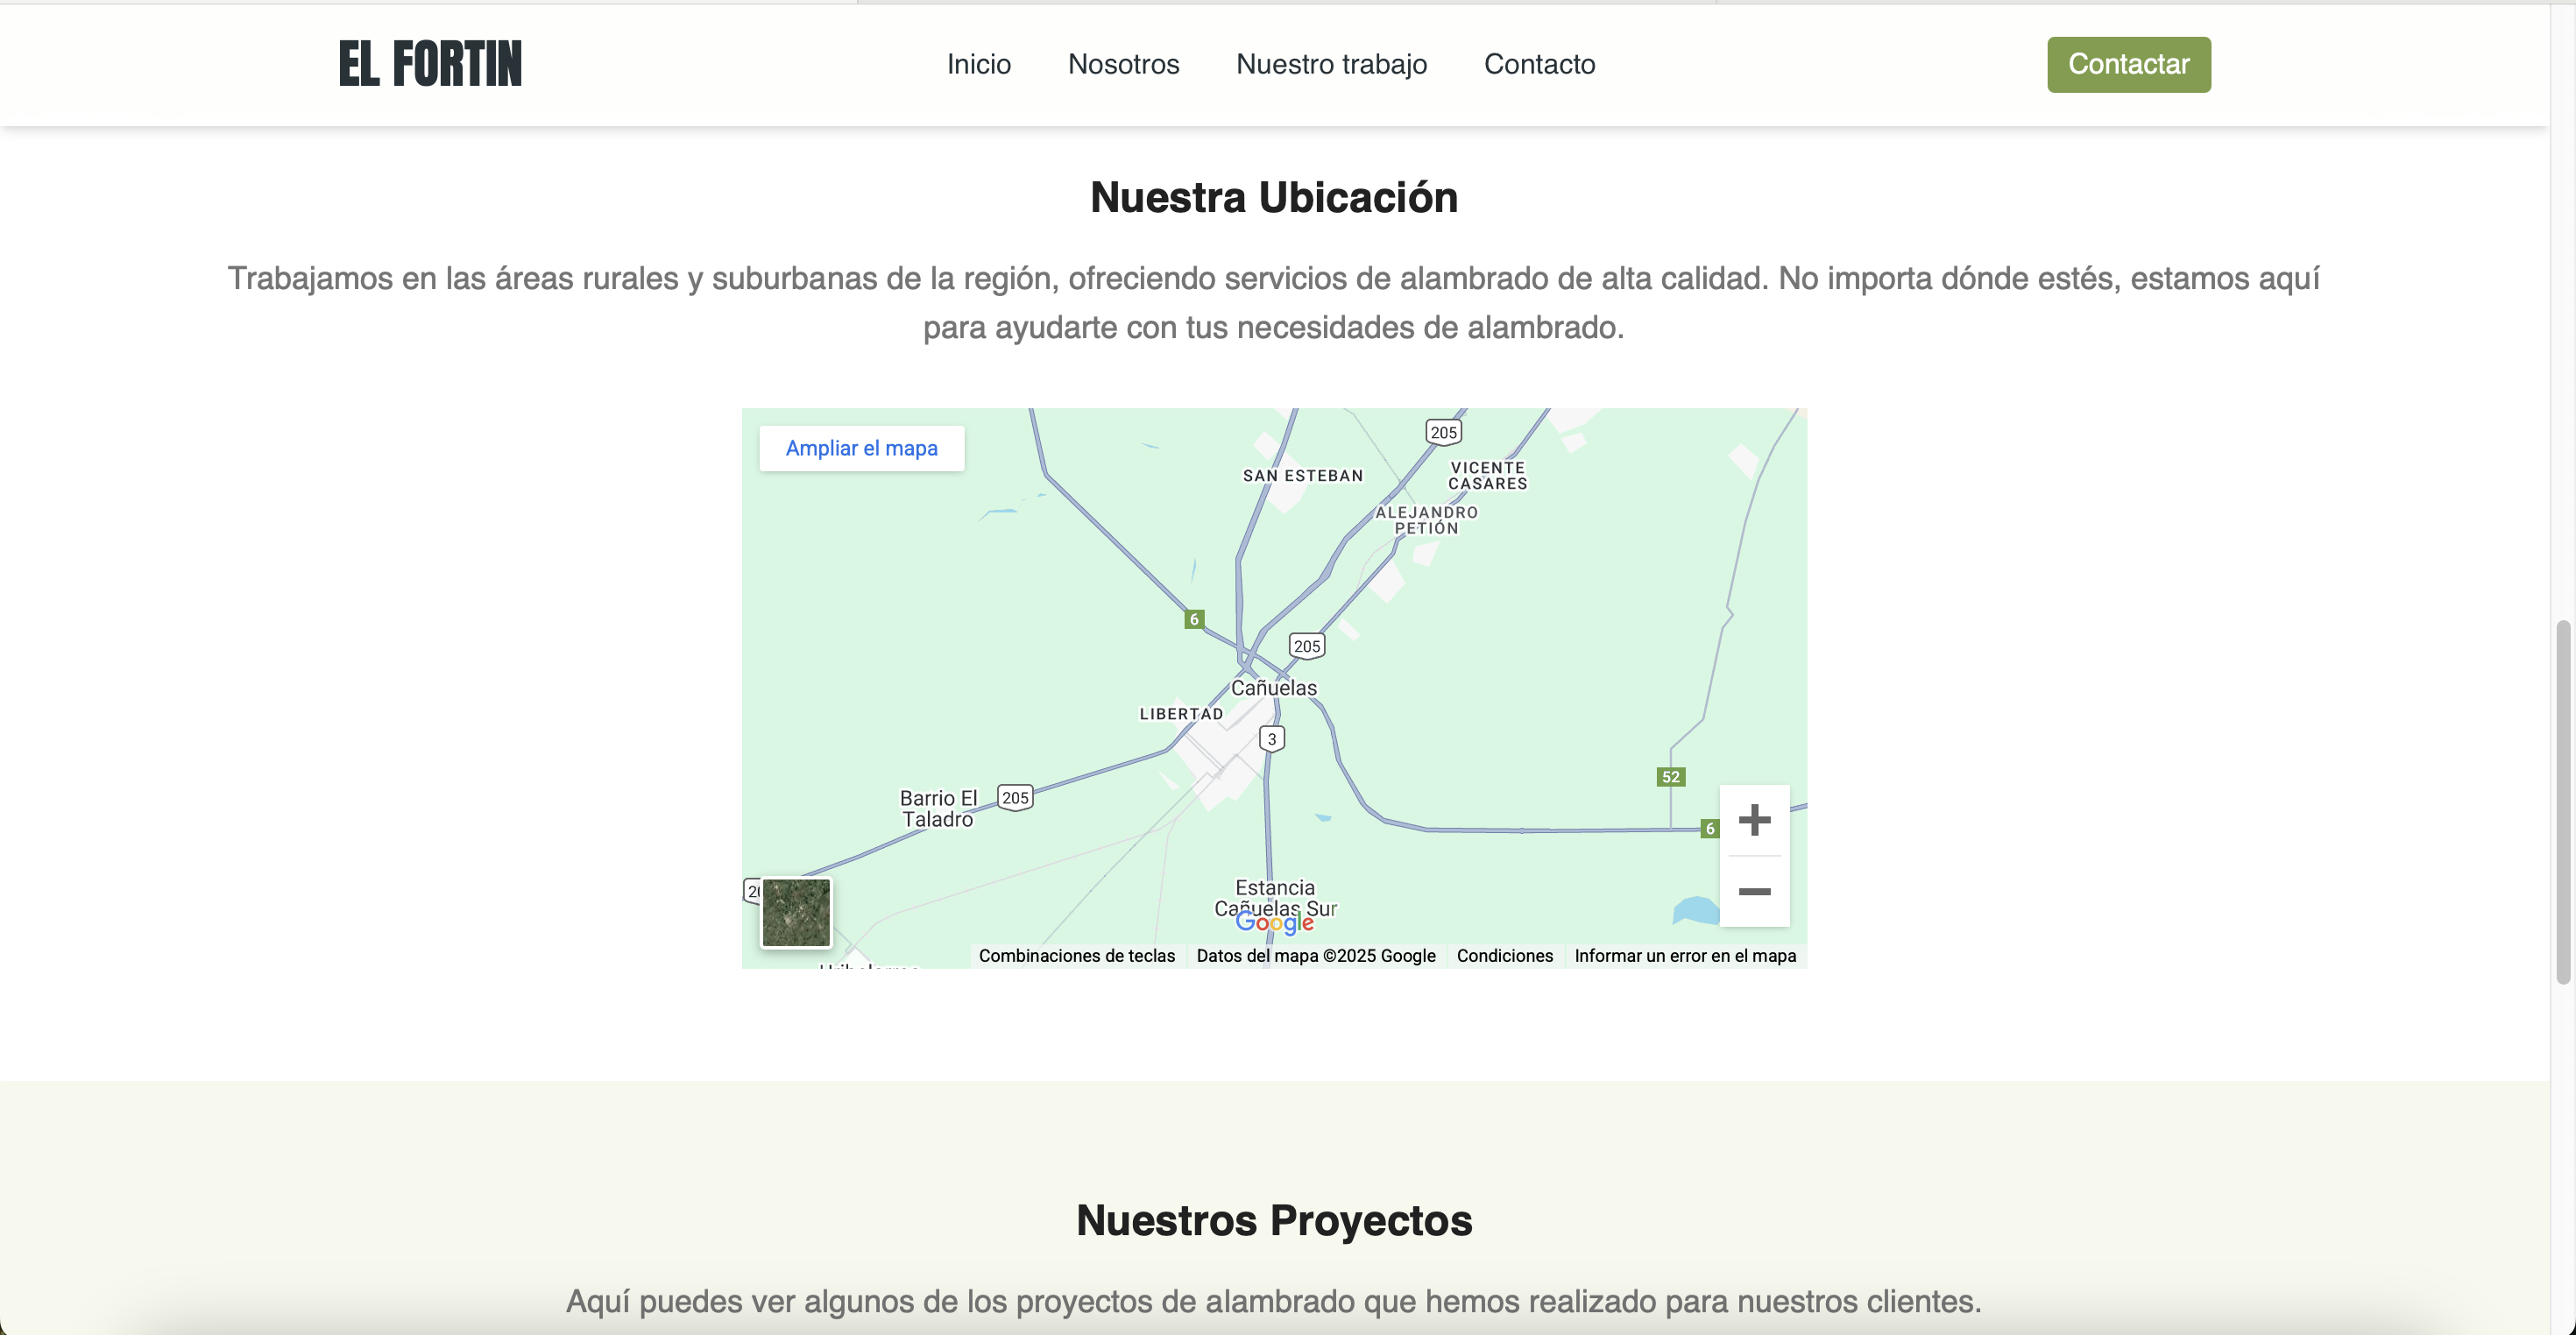 EL FORTIN
Inicio
Nosotros
Nuestro trabajo
Contacto
Contactar
Nuestra Ubicación
Trabajamos en las áreas rurales y suburbanas de la región, ofreciendo servicios de alambrado de alta calidad. No importa dónde estés, estamos aquí
para ayudarte con tus necesidades de alambrado.
Ampliar el mapa
205
SAN ESTEBAN
VICENTE
CASARES
ALEJANDRO
PETIÓN
6
205
Cañuelas
LIBERTAD
3
52
Barrio El
Taladro
205
6
Estancia
Cañuelas Sur
Google
Combinaciones de teclas
Datos del mapa ©2025 Google
Condiciones
Informar un error en el mapa
Nuestros Proyectos
Aquí puedes ver algunos de los proyectos de alambrado que hemos realizado para nuestros clientes.